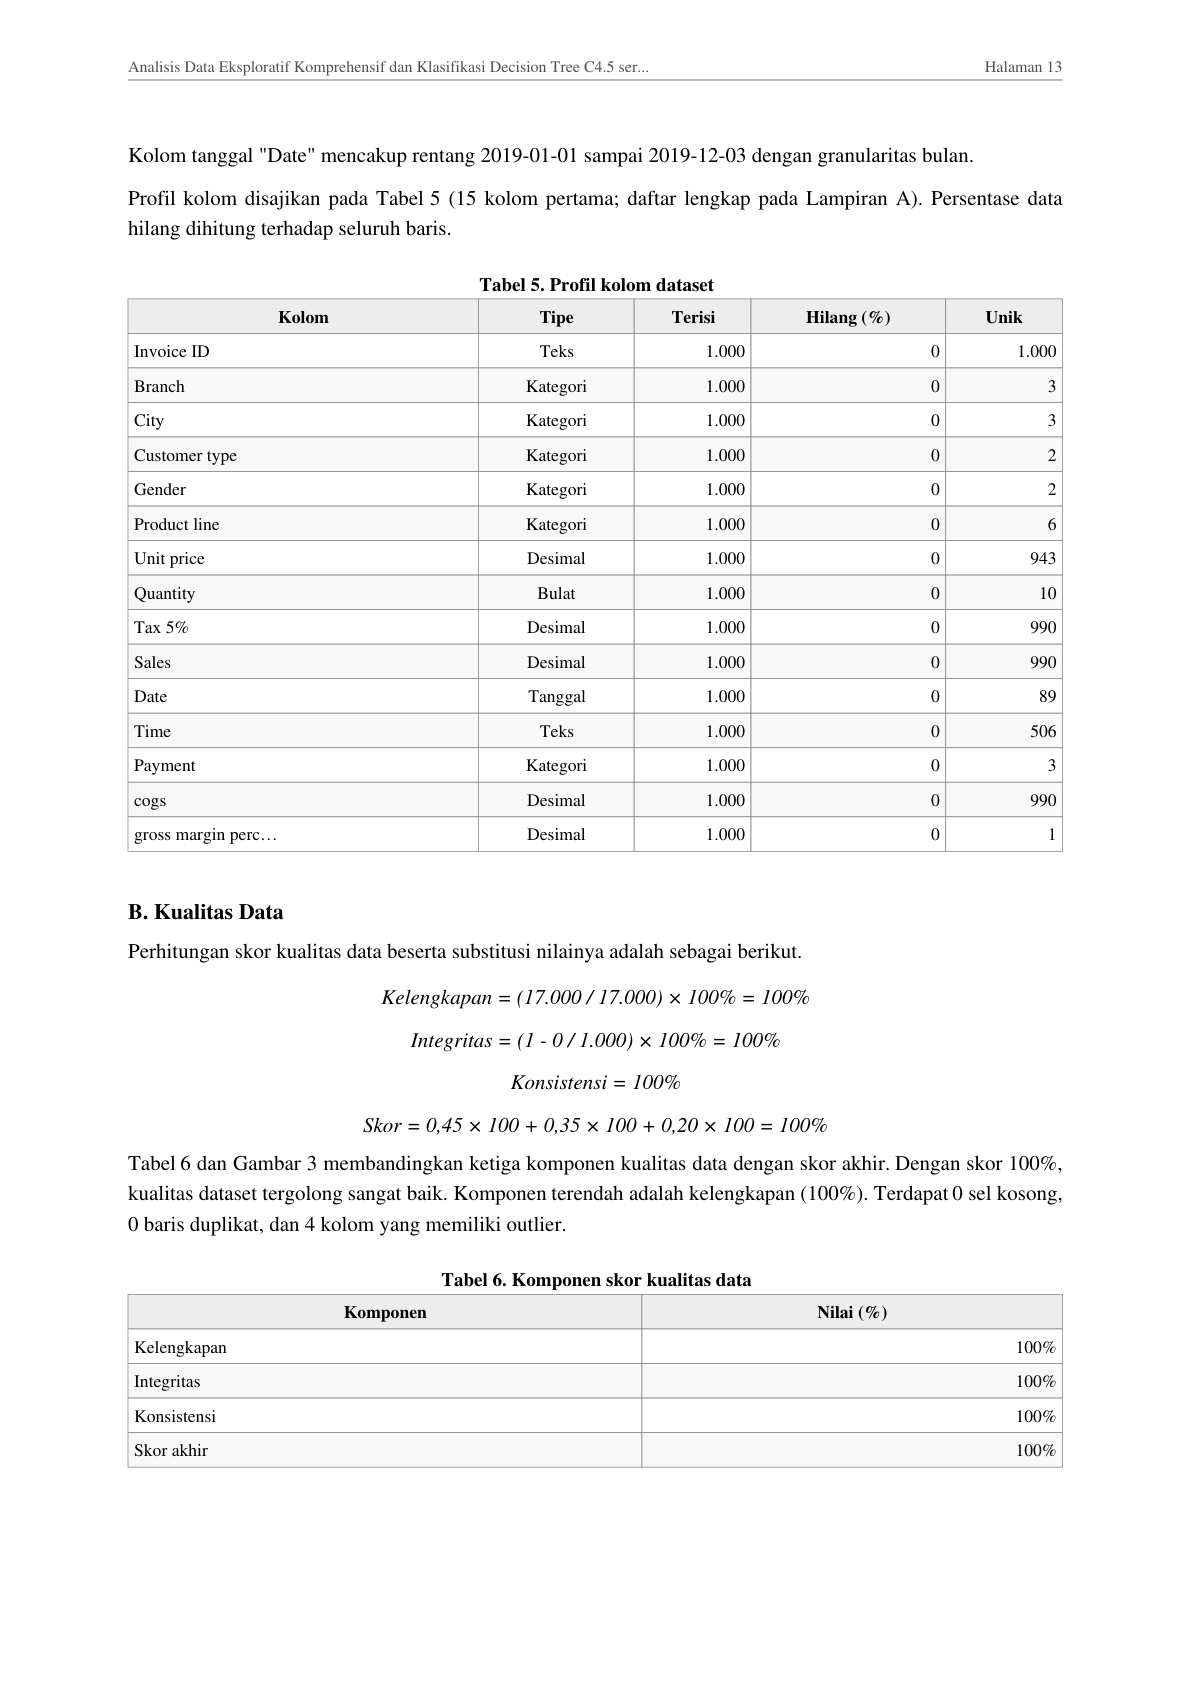 Analisis Data Eksploratif Komprehensif dan Klasifikasi Decision Tree C4.5 ser... Halaman 13
Kolom tanggal "Date" mencakup rentang 2019-01-01 sampai 2019-12-03 dengan granularitas bulan.
Profil kolom disajikan pada Tabel 5 (15 kolom pertama; daftar lengkap pada Lampiran A). Persentase data
hilang dihitung terhadap seluruh baris.
Tabel 5. Profil kolom dataset
Kolom Tipe Terisi Hilang (%) Unik
Invoice ID Teks 1.000 0 1.000
Branch Kategori 1.000 0 3
City Kategori 1.000 0 3
Customer type Kategori 1.000 0 2
Gender Kategori 1.000 0 2
Product line Kategori 1.000 0 6
Unit price Desimal 1.000 0 943
Quantity Bulat 1.000 0 10
Tax 5% Desimal 1.000 0 990
Sales Desimal 1.000 0 990
Date Tanggal 1.000 0 89
Time Teks 1.000 0 506
Payment Kategori 1.000 0 3
cogs Desimal 1.000 0 990
gross margin perc… Desimal 1.000 0 1
B. Kualitas Data
Perhitungan skor kualitas data beserta substitusi nilainya adalah sebagai berikut.
Kelengkapan = (17.000 / 17.000) × 100% = 100%
Integritas = (1 - 0 / 1.000) × 100% = 100%
Konsistensi = 100%
Skor = 0,45 × 100 + 0,35 × 100 + 0,20 × 100 = 100%
Tabel 6 dan Gambar 3 membandingkan ketiga komponen kualitas data dengan skor akhir. Dengan skor 100%,
kualitas dataset tergolong sangat baik. Komponen terendah adalah kelengkapan (100%). Terdapat 0 sel kosong,
0 baris duplikat, dan 4 kolom yang memiliki outlier.
Tabel 6. Komponen skor kualitas data
Komponen Nilai (%)
Kelengkapan 100%
Integritas 100%
Konsistensi 100%
Skor akhir 100%